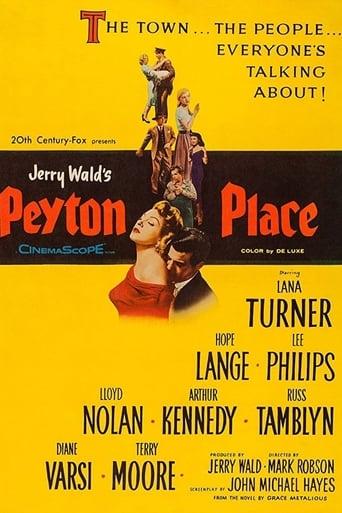 THE TOWN... THE PEOPLE...
EVERYONE'S
TALKING
ABOUT!
20th Century-Fox presents
Jerry Wald's
Peyton Place
CINEMASCOPE
COLOR by DE LUXE
Starring
LANA
TURNER
HOPE
LANGE ·
LEE
PHILIPS
LLOYD
NOLAN ·
ARTHUR
KENNEDY ·
RUSS
TAMBLYN
DIANE
VARSI ·
TERRY
MOORE ·
PRODUCED BY
JERRY WALD ·
DIRECTED BY
MARK ROBSON
SCREENPLAY BY JOHN MICHAEL HAYES
FROM THE NOVEL BY GRACE METALIOUS